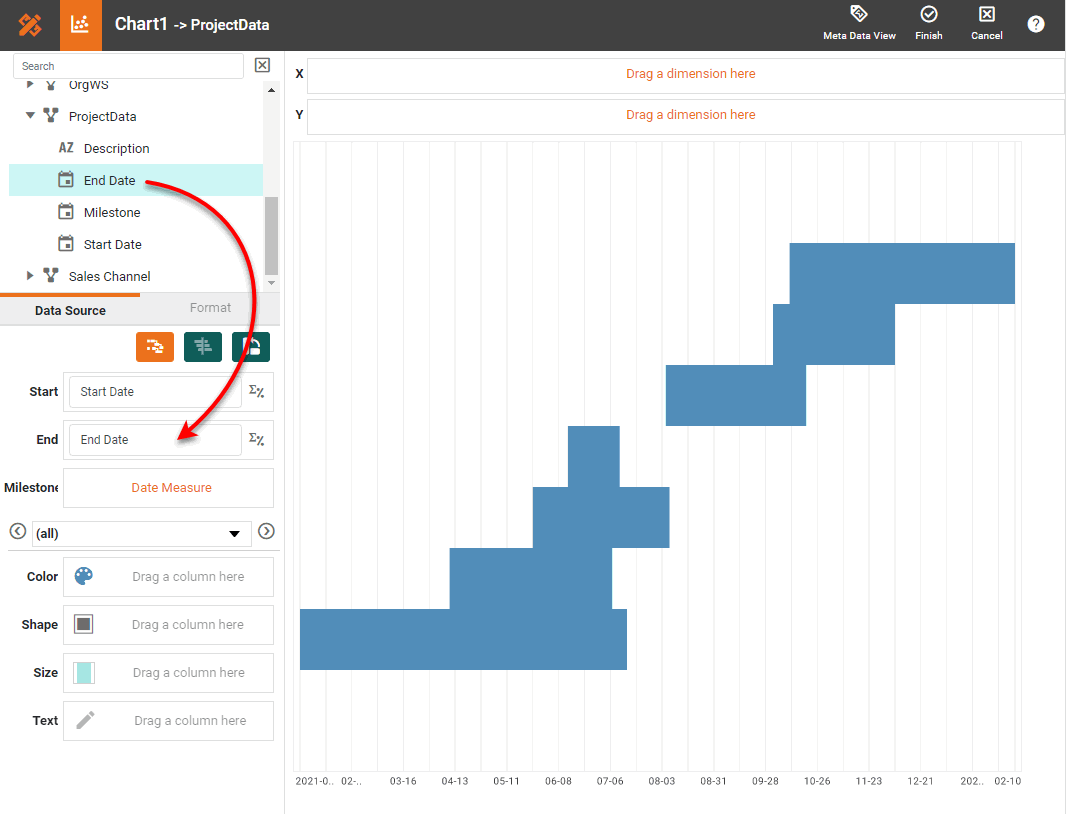 Chart1 -> ProjectData
Meta Data View
Finish
Cancel
?
Search
OrgWS
ProjectData
AZ Description
End Date
Milestone
Start Date
Sales Channel
Data Source
Format
Start
Start Date
End
End Date
Milestone
Date Measure
(all)
Color
Drag a column here
Shape
Drag a column here
Size
Drag a column here
Text
Drag a column here
X
Drag a dimension here
Y
Drag a dimension here
2021-0.. 02-.. 03-16 04-13 05-11 06-08 07-06 08-03 08-31 09-28 10-26 11-23 12-21 202.. 02-10